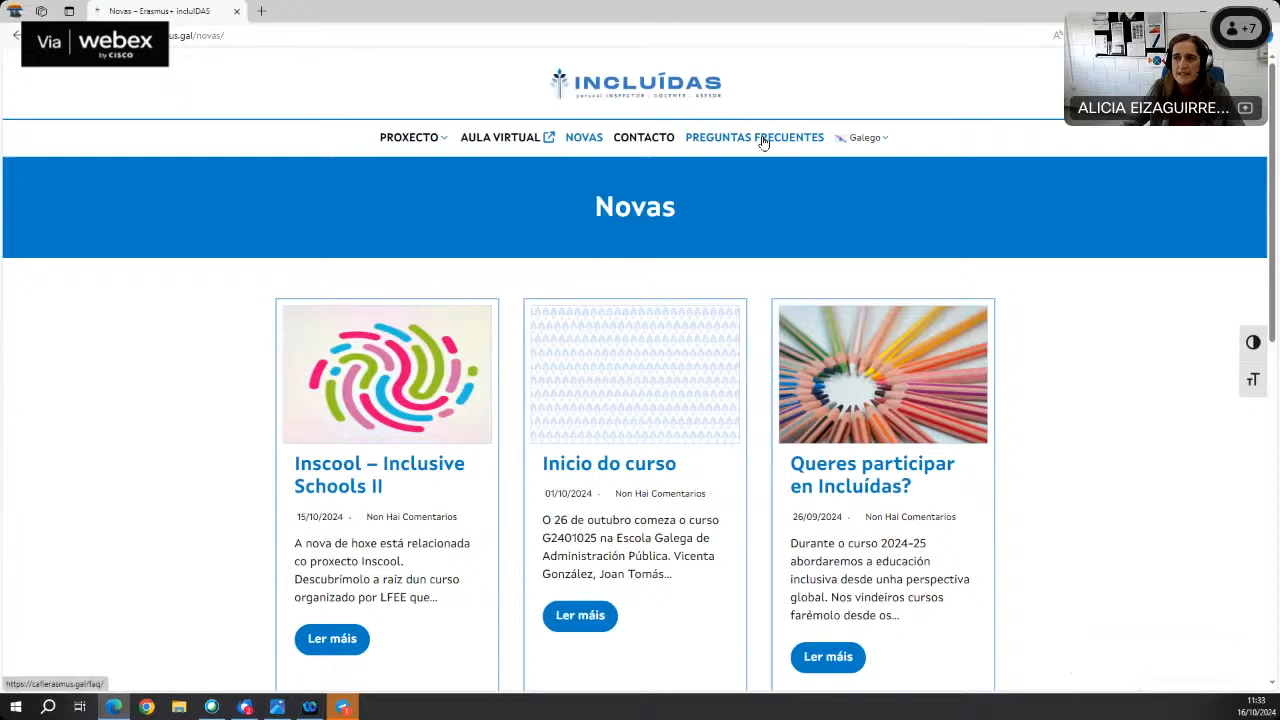 Novas – Erasmus+ incluIDAS
Via webex
by CISCO
us.gal/novas/
+7
ALICIA EIZAGUIRRE...
INCLUÍDAS
persoal INSPECTOR - DOCENTE - ASESOR
PROXECTO AULA VIRTUAL NOVAS CONTACTO PREGUNTAS FRECUENTES Galego
Novas
Inscool – Inclusive
Schools II
15/10/2024 · Non Hai Comentarios
A nova de hoxe está relacionada
co proxecto Inscool.
Descubrímolo a raíz dun curso
organizado por LFEE que...
Ler máis
Inicio do curso
01/10/2024 · Non Hai Comentarios
O 26 de outubro comeza o curso
G2401025 na Escola Galega de
Administración Pública. Vicenta
González, Joan Tomás...
Ler máis
Queres participar
en Incluídas?
26/09/2024 · Non Hai Comentarios
Durante o curso 2024-25
abordaremos a educación
inclusiva desde unha perspectiva
global. Nos vindeiros cursos
farémolo desde os...
Ler máis
https://cafierasmus.gal/faq/
11:33
16/10/2024